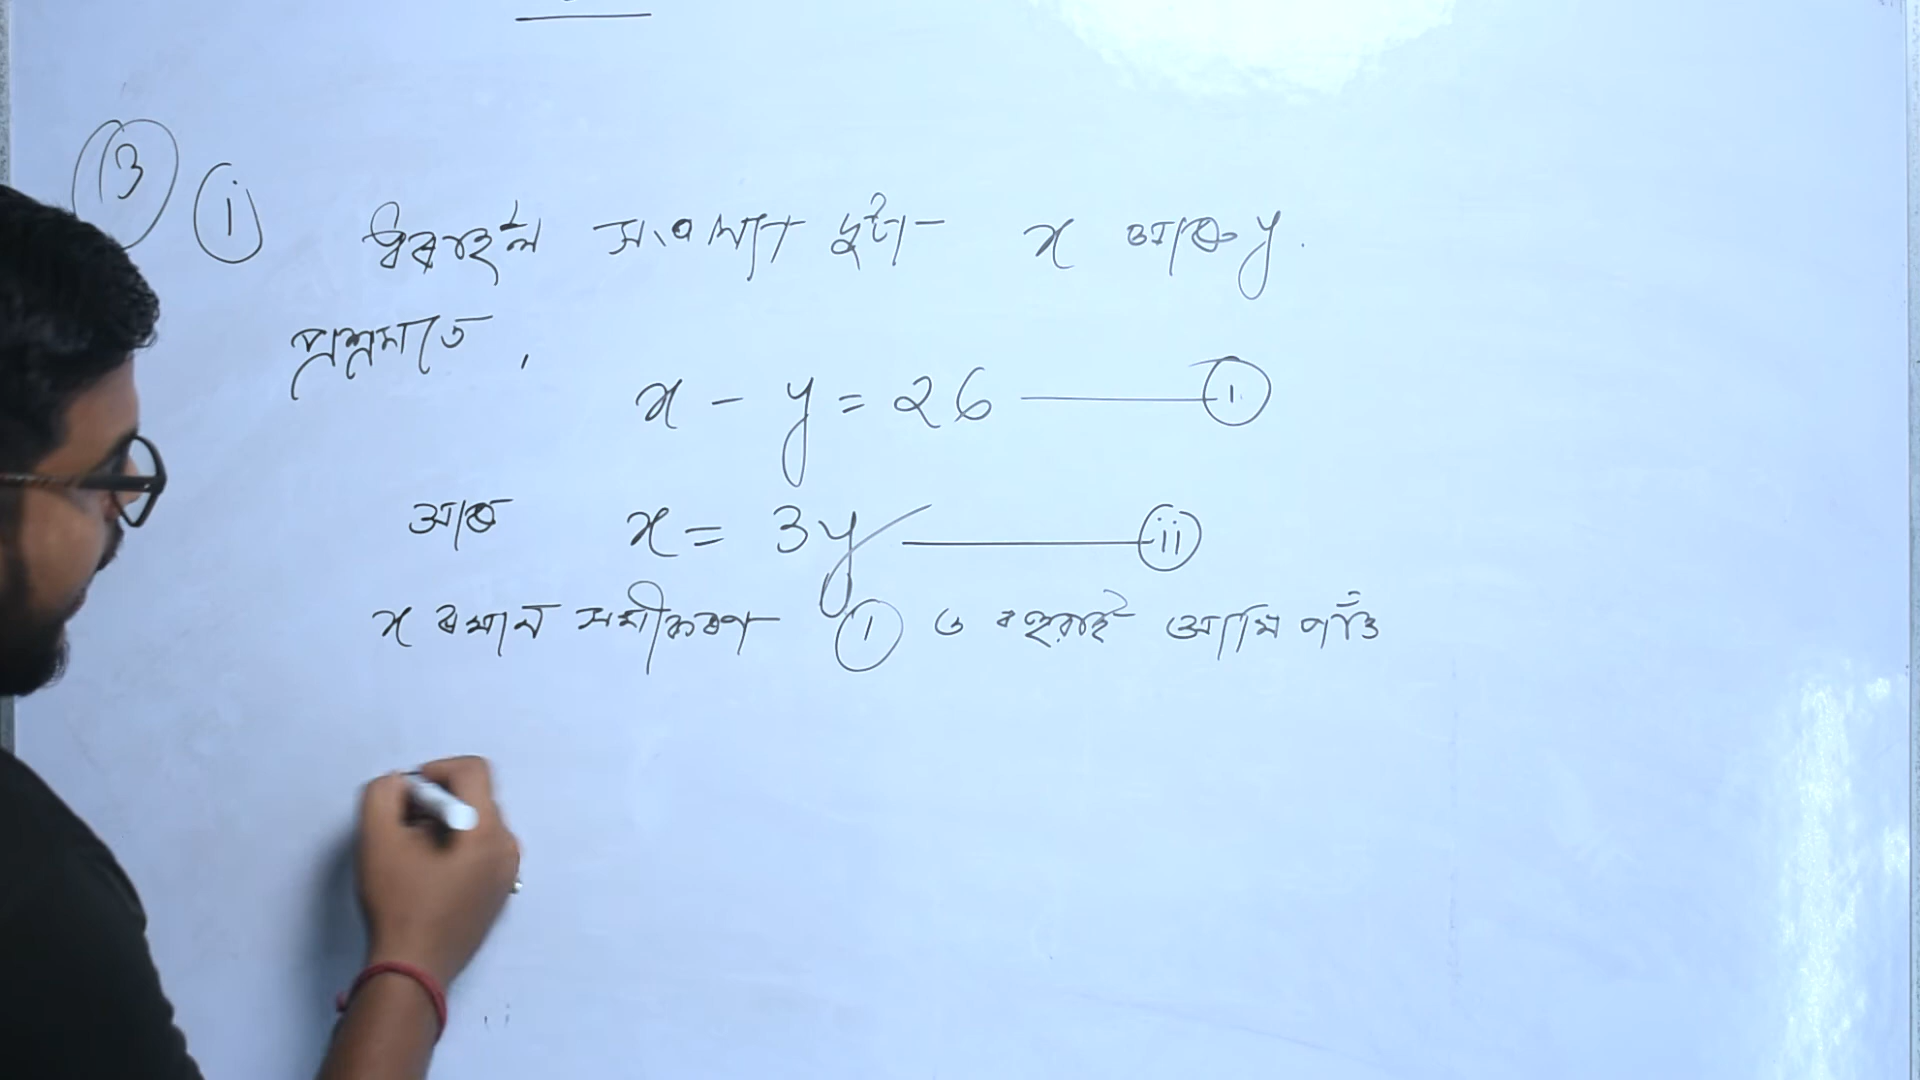 ③ ⓘ ধৰাহ'ল সংখ্যা দুটা x আৰু y.
প্ৰশ্নমতে,
x - y = 26 ——— ⓘ
আৰু x = 3y ——— ⓘⓘ
x ৰ মান সমীকৰণ ⓘ ত বহুৱাই আমি পাওঁ